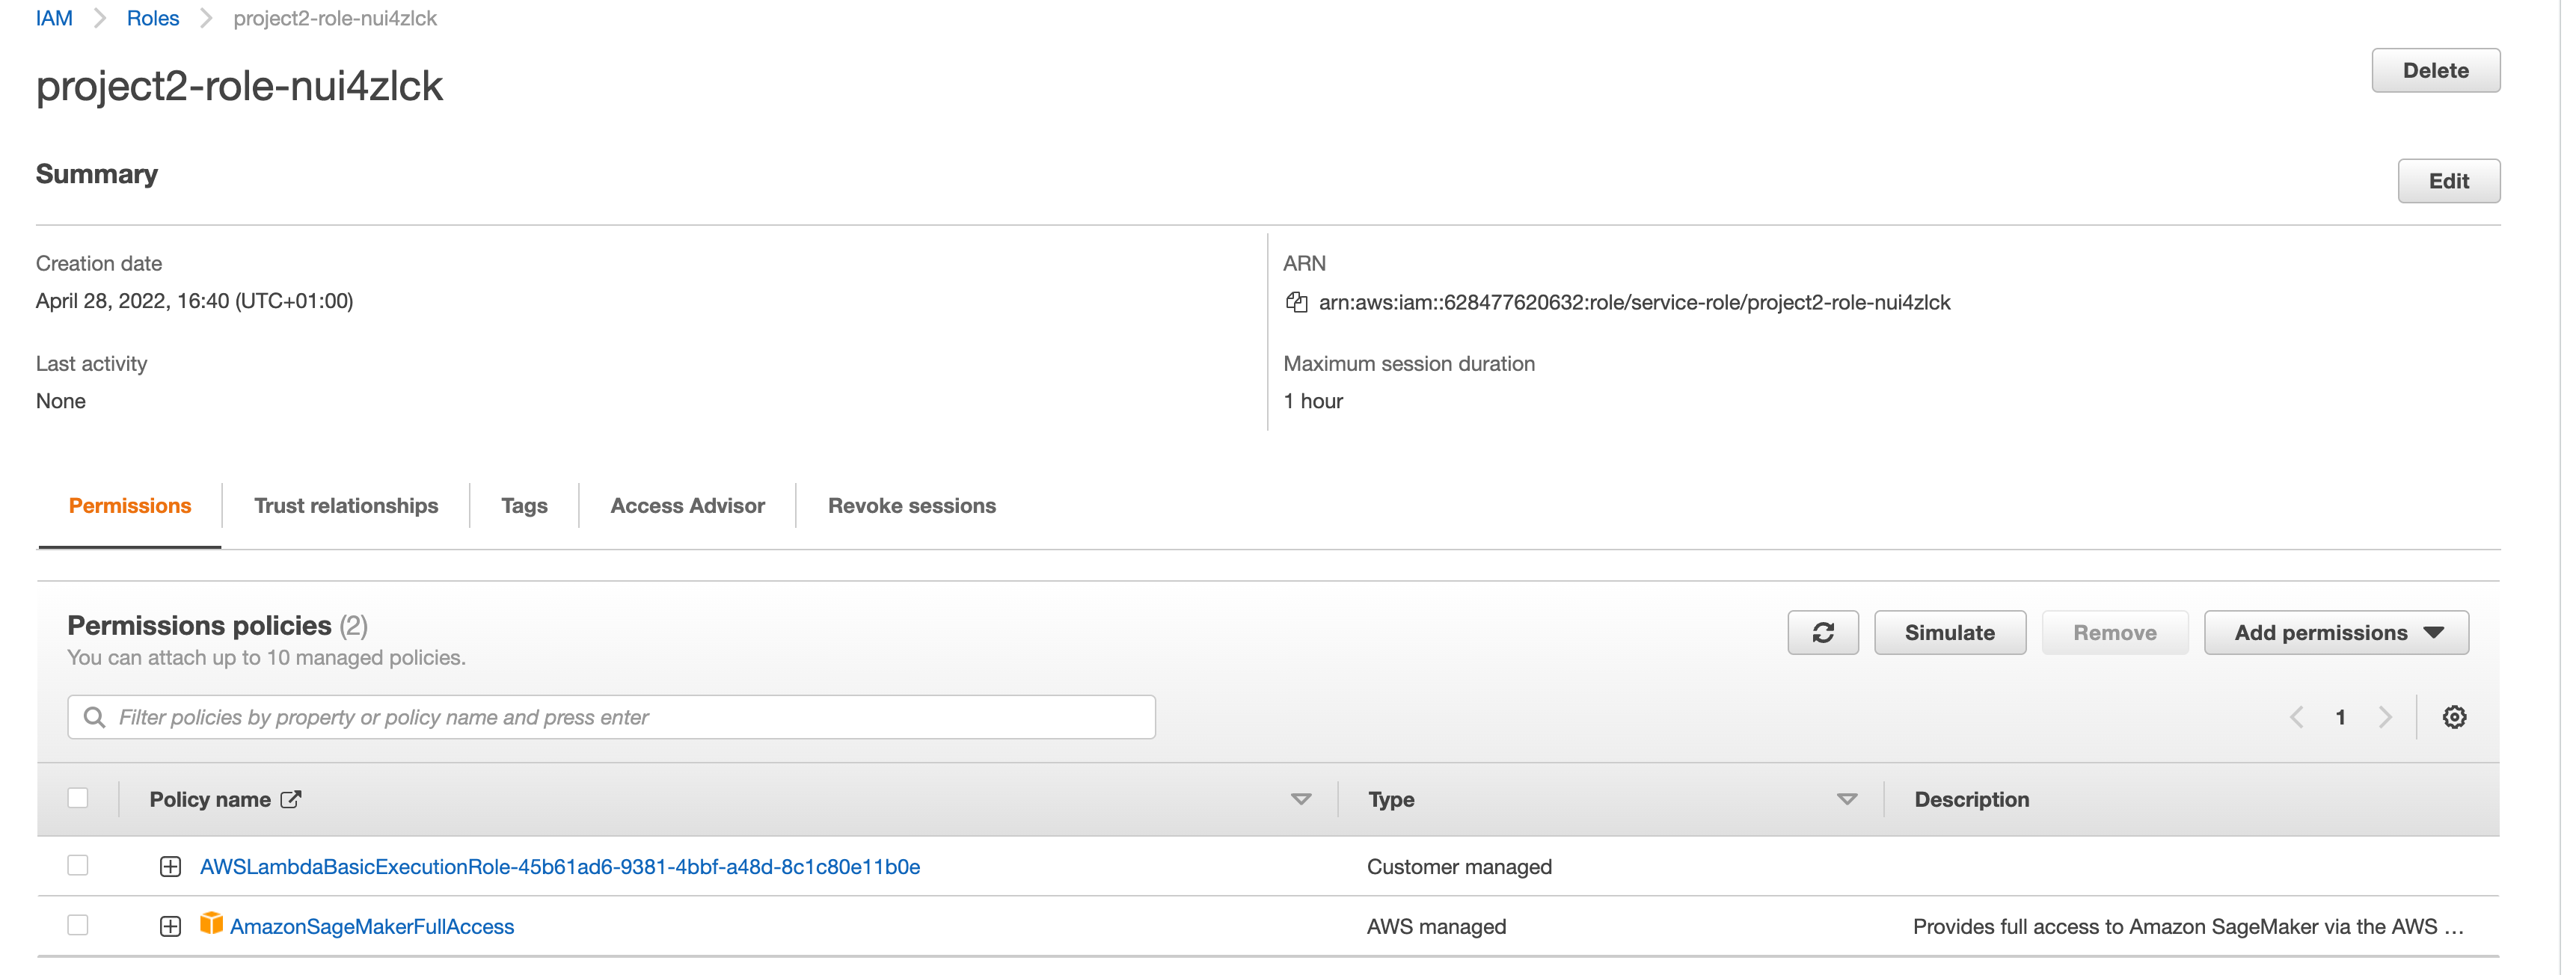 IAM > Roles > project2-role-nui4zlck
project2-role-nui4zlck
Delete
Summary
Edit
Creation date
April 28, 2022, 16:40 (UTC+01:00)
ARN
arn:aws:iam::628477620632:role/service-role/project2-role-nui4zlck
Last activity
None
Maximum session duration
1 hour
Permissions
Trust relationships
Tags
Access Advisor
Revoke sessions
Permissions policies (2)
You can attach up to 10 managed policies.
Simulate
Remove
Add permissions
Filter policies by property or policy name and press enter
1
Policy name
Type
Description
AWSLambdaBasicExecutionRole-45b61ad6-9381-4bbf-a48d-8c1c80e11b0e
Customer managed
AmazonSageMakerFullAccess
AWS managed
Provides full access to Amazon SageMaker via the AWS ...